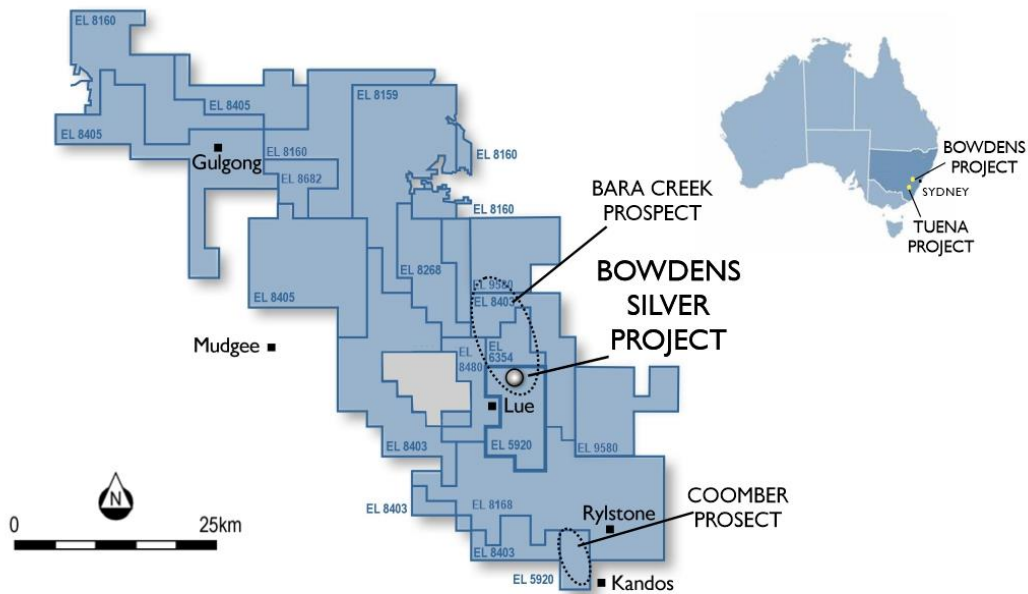 EL 8160
EL 8159
EL 8405
EL 8405
Gulgong
EL 8160
EL 8682
EL 8160
EL 8160
BOWDENS
PROJECT
SYDNEY
TUENA
PROJECT
BARA CREEK
PROSPECT
EL 8268
EL 9580
EL 8403
EL 8405
BOWDENS
SILVER
PROJECT
Mudgee
EL
8480
EL
6354
Lue
EL 8403
EL 5920
EL 9580
N
0
25km
EL 8403
EL 8168
Rylstone
COOMBER
PROSECT
EL 8403
EL 5920
Kandos